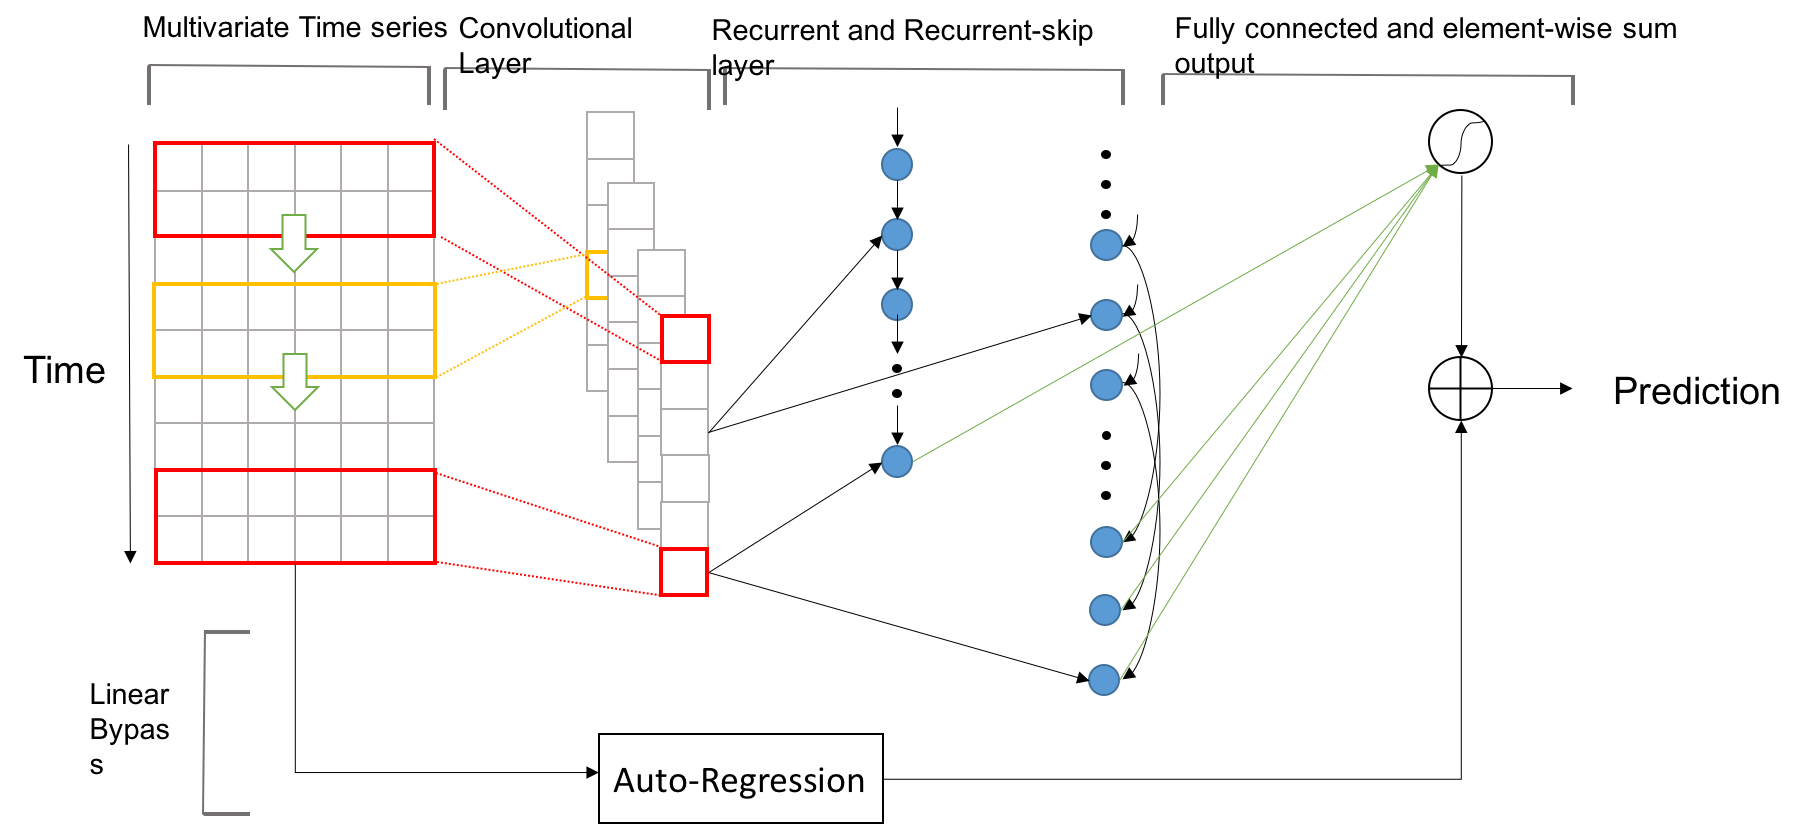 Multivariate Time series
Convolutional
Layer
Recurrent and Recurrent-skip
layer
Fully connected and element-wise sum
output
Time
Prediction
Linear
Bypas
s
Auto-Regression